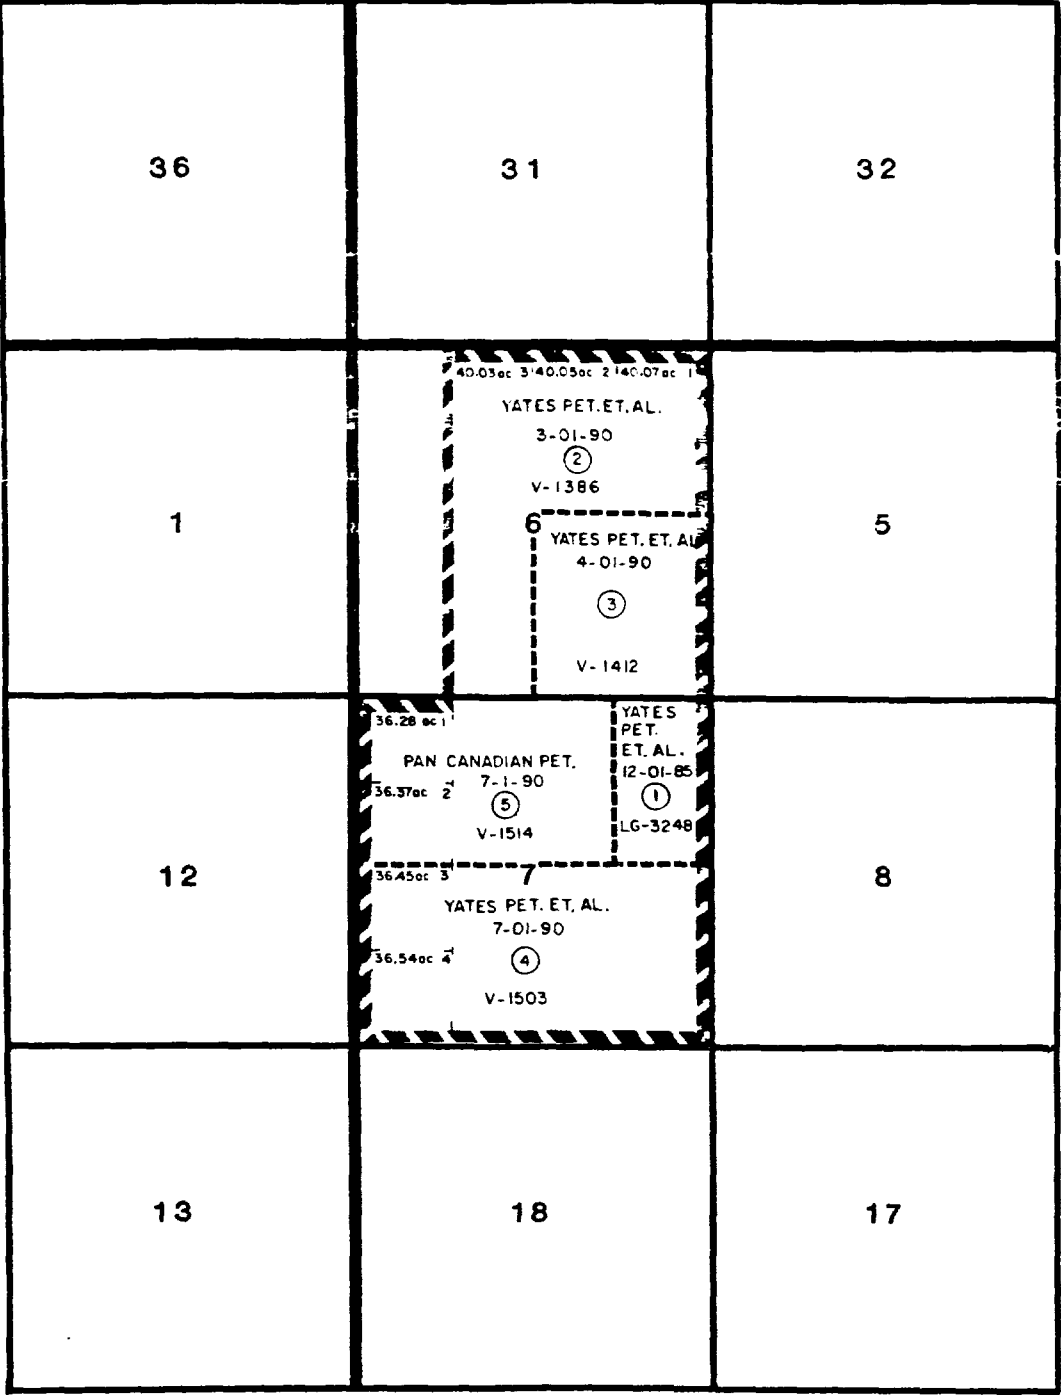 36
31
32
40.03ac 3 40.05ac 2 40.07ac 1
YATES PET. ET. AL.
3-01-90
2
V-1386
1
6
5
YATES PET. ET. AL
4-01-90
3
V-1412
36.28 ac 1
PAN CANADIAN PET.
7-1-90
36.37ac 2
5
V-1514
YATES
PET.
ET. AL.
12-01-85
1
LG-3248
12
36.45ac 3
7
8
YATES PET. ET. AL.
7-01-90
36.54ac 4
4
V-1503
13
18
17